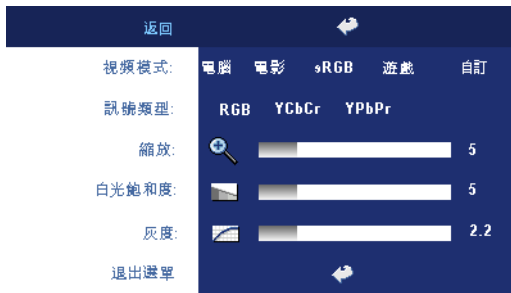 返回
視頻模式: 電腦 電影 sRGB 遊戲 自訂
訊號類型: RGB YCbCr YPbPr
縮放: 5
白光飽和度: 5
灰度: 2.2
退出選單